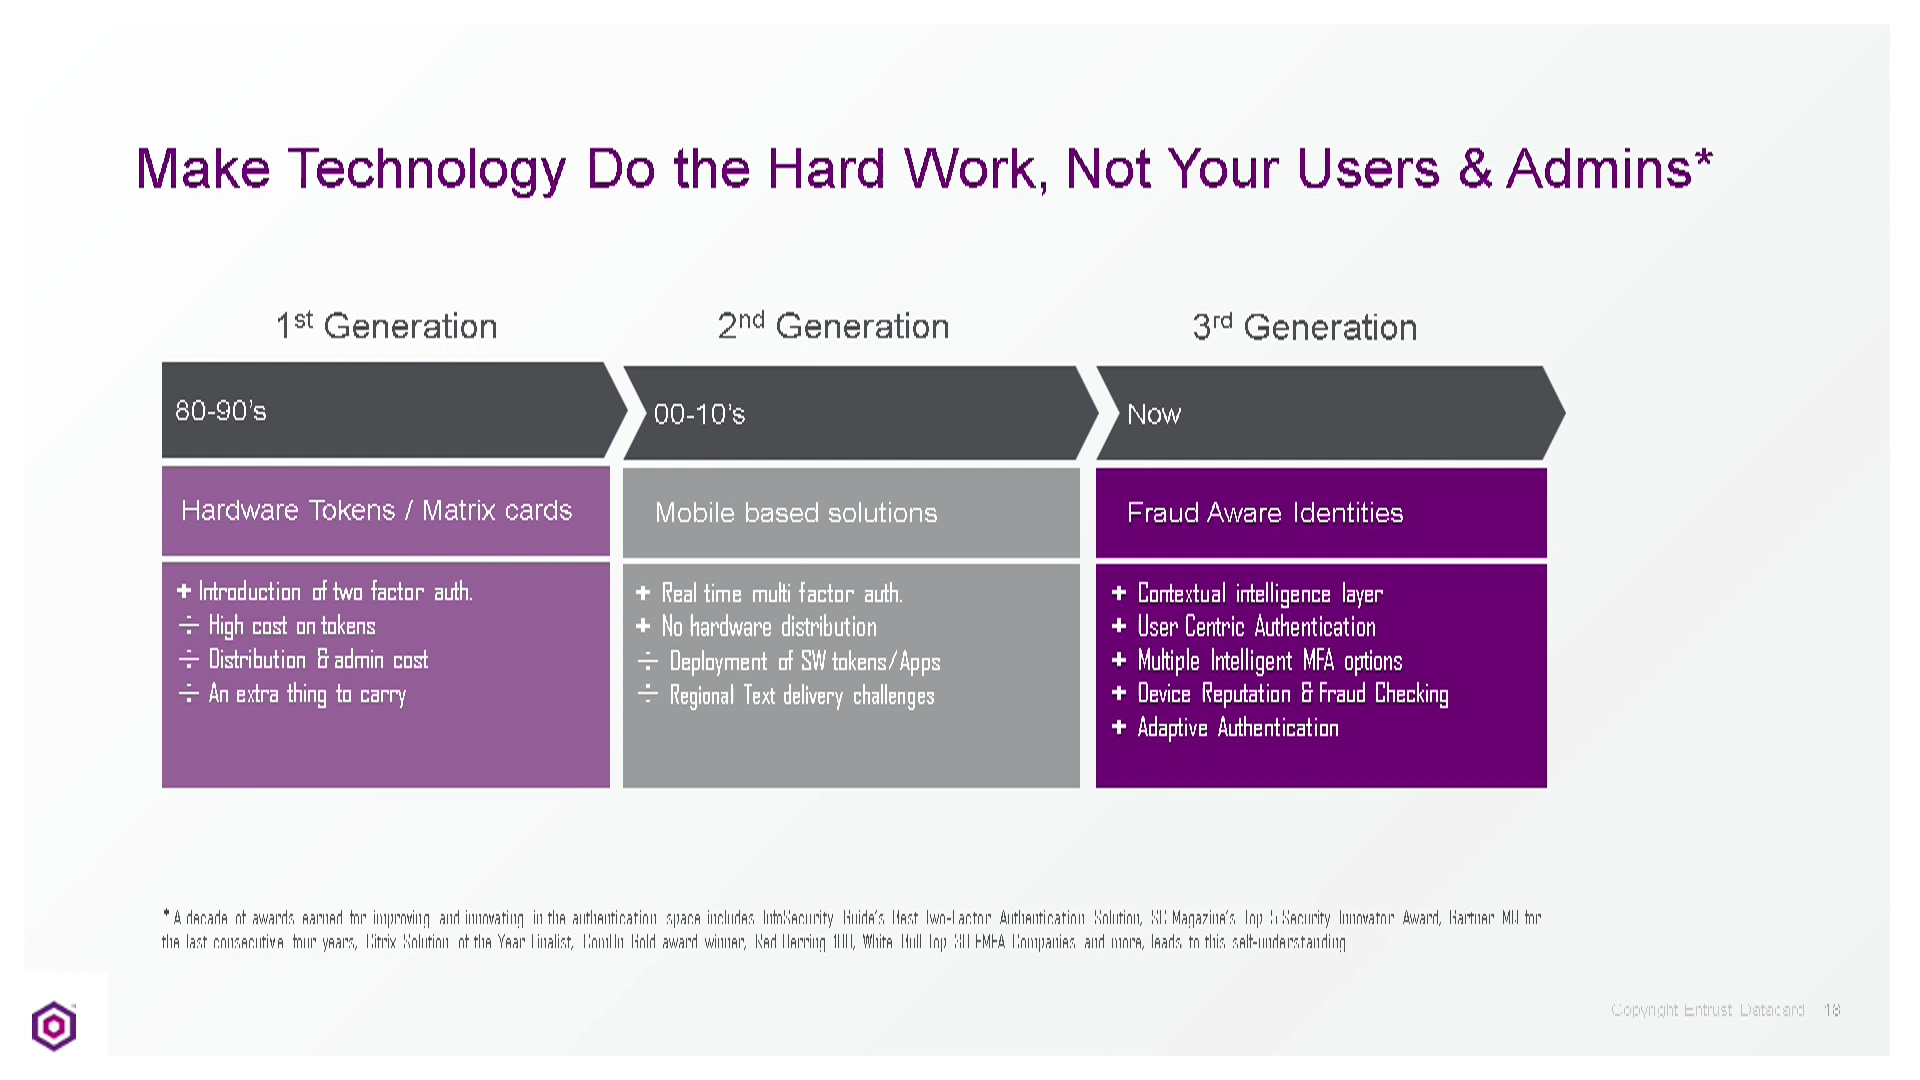 Make Technology Do the Hard Work, Not Your Users & Admins*
1st Generation
2nd Generation
3rd Generation
80-90's
00-10's
Now
Hardware Tokens / Matrix cards
Mobile based solutions
Fraud Aware Identities
+ Introduction of two factor auth.
÷ High cost on tokens
÷ Distribution & admin cost
÷ An extra thing to carry
+ Real time multi factor auth.
+ No hardware distribution
÷ Deployment of SW tokens/Apps
÷ Regional Text delivery challenges
+ Contextual intelligence layer
+ User Centric Authentication
+ Multiple Intelligent MFA options
+ Device Reputation & Fraud Checking
+ Adaptive Authentication
* A decade of awards earned for improving and innovating in the authentication space includes InfoSecurity Guide's Best Two-Factor Authentication Solution, SC Magazine's Top 5 Security Innovator Award, Gartner MQ for
the last consecutive four years, Citrix Solution of the Year Finalist, Gold award winner, Red Herring 100, White Bull Top 30 EMEA Companies and more, leads to this self-understanding
Copyright Entrust Datacard 18